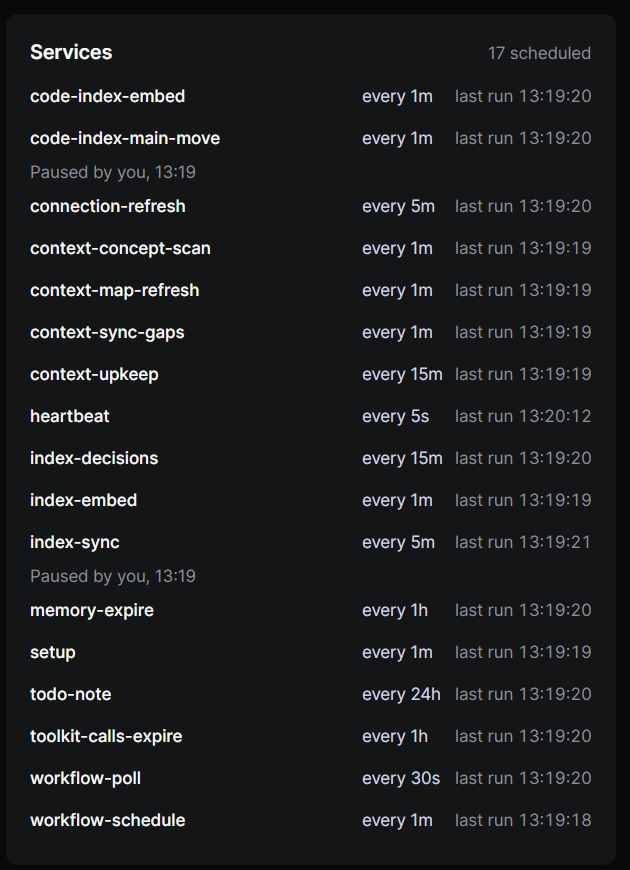 Services 17 scheduled
code-index-embed every 1m last run 13:19:20
code-index-main-move every 1m last run 13:19:20
Paused by you, 13:19
connection-refresh every 5m last run 13:19:20
context-concept-scan every 1m last run 13:19:19
context-map-refresh every 1m last run 13:19:19
context-sync-gaps every 1m last run 13:19:19
context-upkeep every 15m last run 13:19:19
heartbeat every 5s last run 13:20:12
index-decisions every 15m last run 13:19:20
index-embed every 1m last run 13:19:19
index-sync every 5m last run 13:19:21
Paused by you, 13:19
memory-expire every 1h last run 13:19:20
setup every 1m last run 13:19:19
todo-note every 24h last run 13:19:20
toolkit-calls-expire every 1h last run 13:19:20
workflow-poll every 30s last run 13:19:20
workflow-schedule every 1m last run 13:19:18